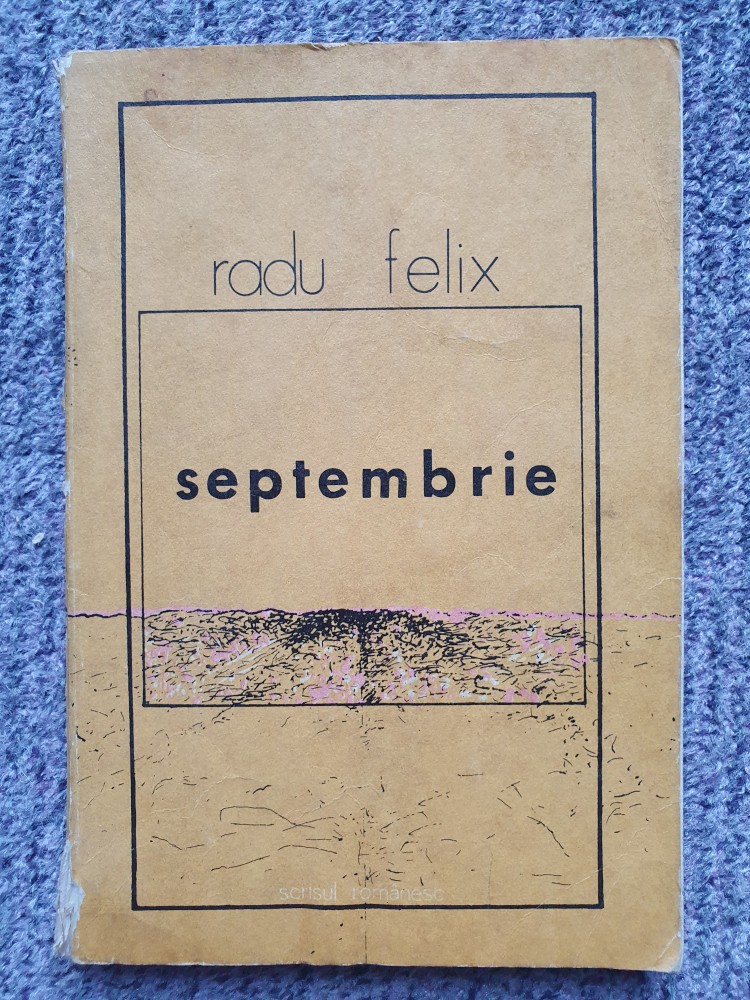 radu felix
septembrie
scrisul românesc